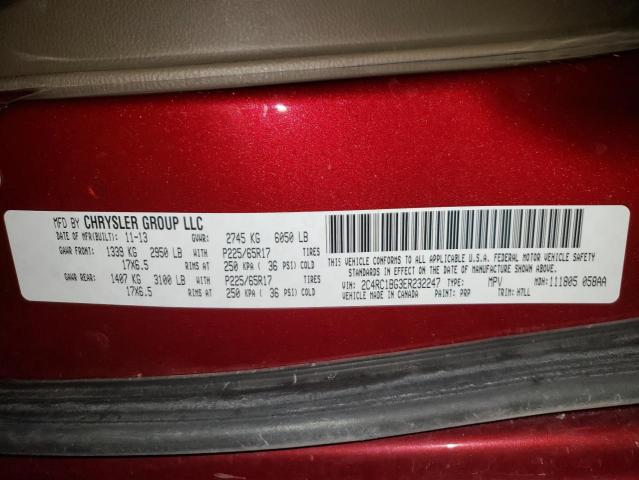 MFD BY CHRYSLER GROUP LLC
DATE OF MFR(BUILT): 11-13 GVWR: 2745 KG 6050 LB
GAWR FRONT: 1339 KG 2950 LB WITH P225/65R17 TIRES
17X6.5 RIMS AT 250 KPA ( 36 PSI) COLD
GAWR REAR: 1407 KG 3100 LB WITH P225/65R17 TIRES
17X6.5 RIMS AT 250 KPA ( 36 PSI) COLD
THIS VEHICLE CONFORMS TO ALL APPLICABLE U.S.A. FEDERAL MOTOR VEHICLE SAFETY
STANDARDS IN EFFECT ON THE DATE OF MANUFACTURE SHOWN ABOVE.
VIN: 2C4RC1BG3ER232247 TYPE: MPV MDH: 111805 058AA
MADE IN CANADA PAINT: PRP TRIM: H7LL